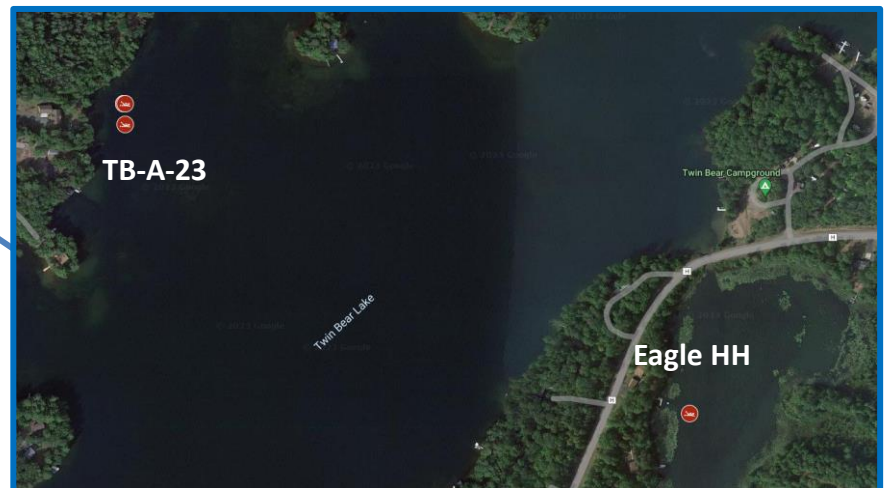 TB-A-23
Twin Bear Campground
H
H
Twin Bear Lake
Eagle HH
H